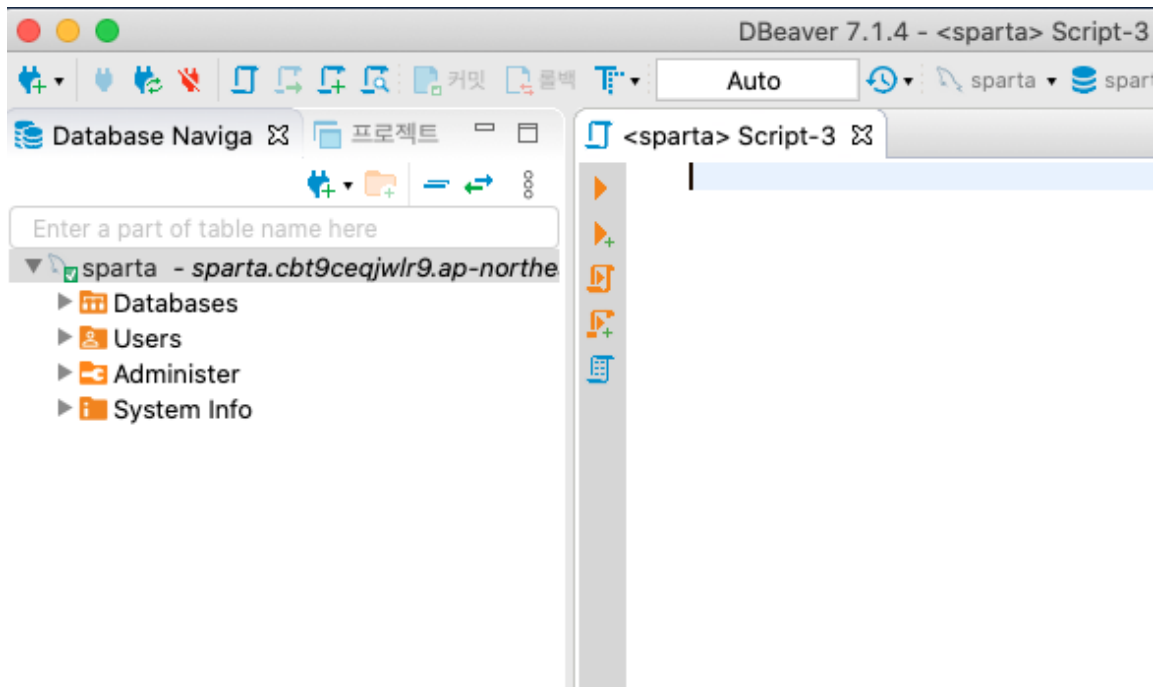 DBeaver 7.1.4 - <sparta> Script-3
커밋 롤백 Auto sparta spart
Database Naviga 프로젝트 <sparta> Script-3
Enter a part of table name here
sparta - sparta.cbt9ceqjwlr9.ap-northe
Databases
Users
Administer
System Info